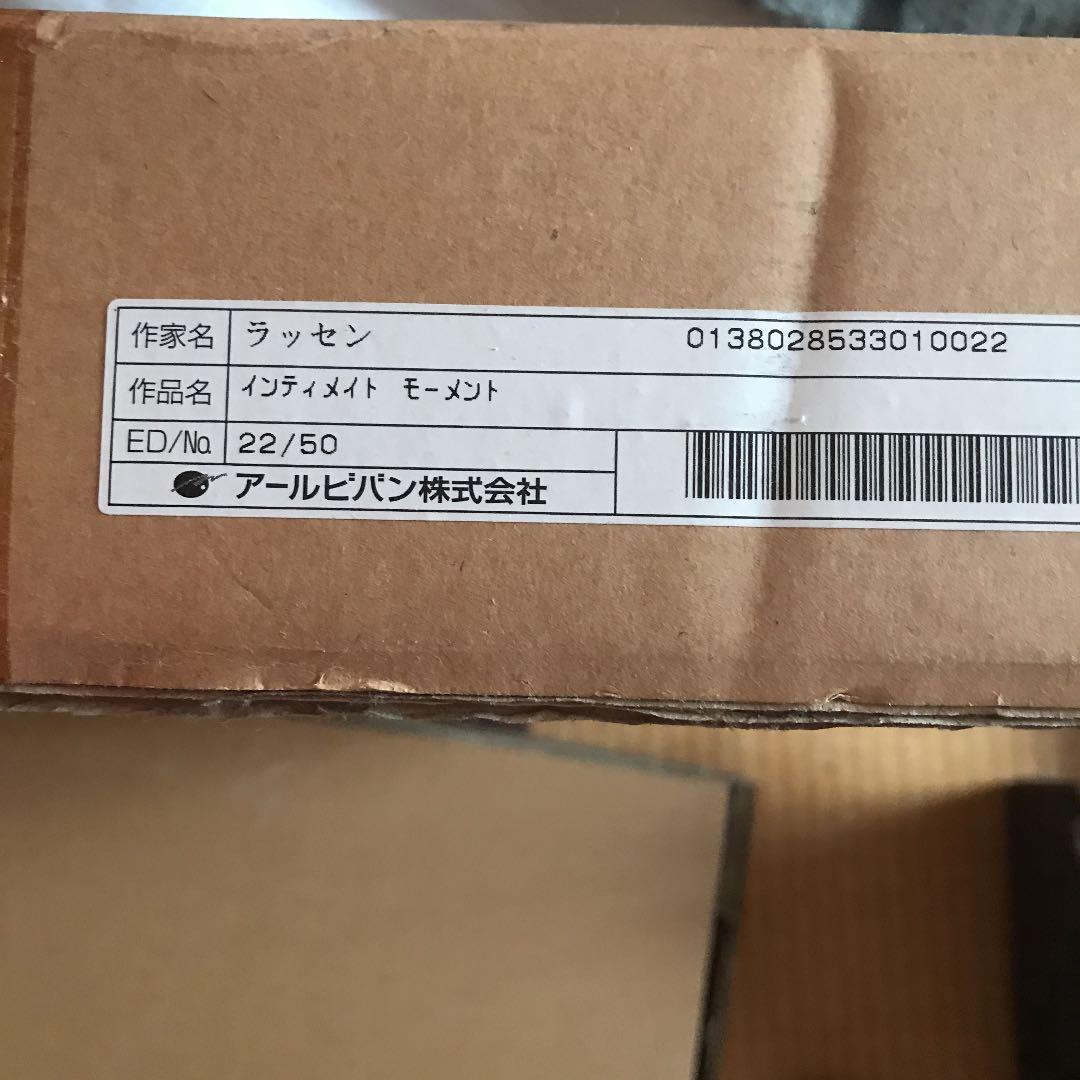 作家名 ラッセン 0138028533010022
作品名 インティメイト モーメント
ED/No. 22/50
アールビバン株式会社